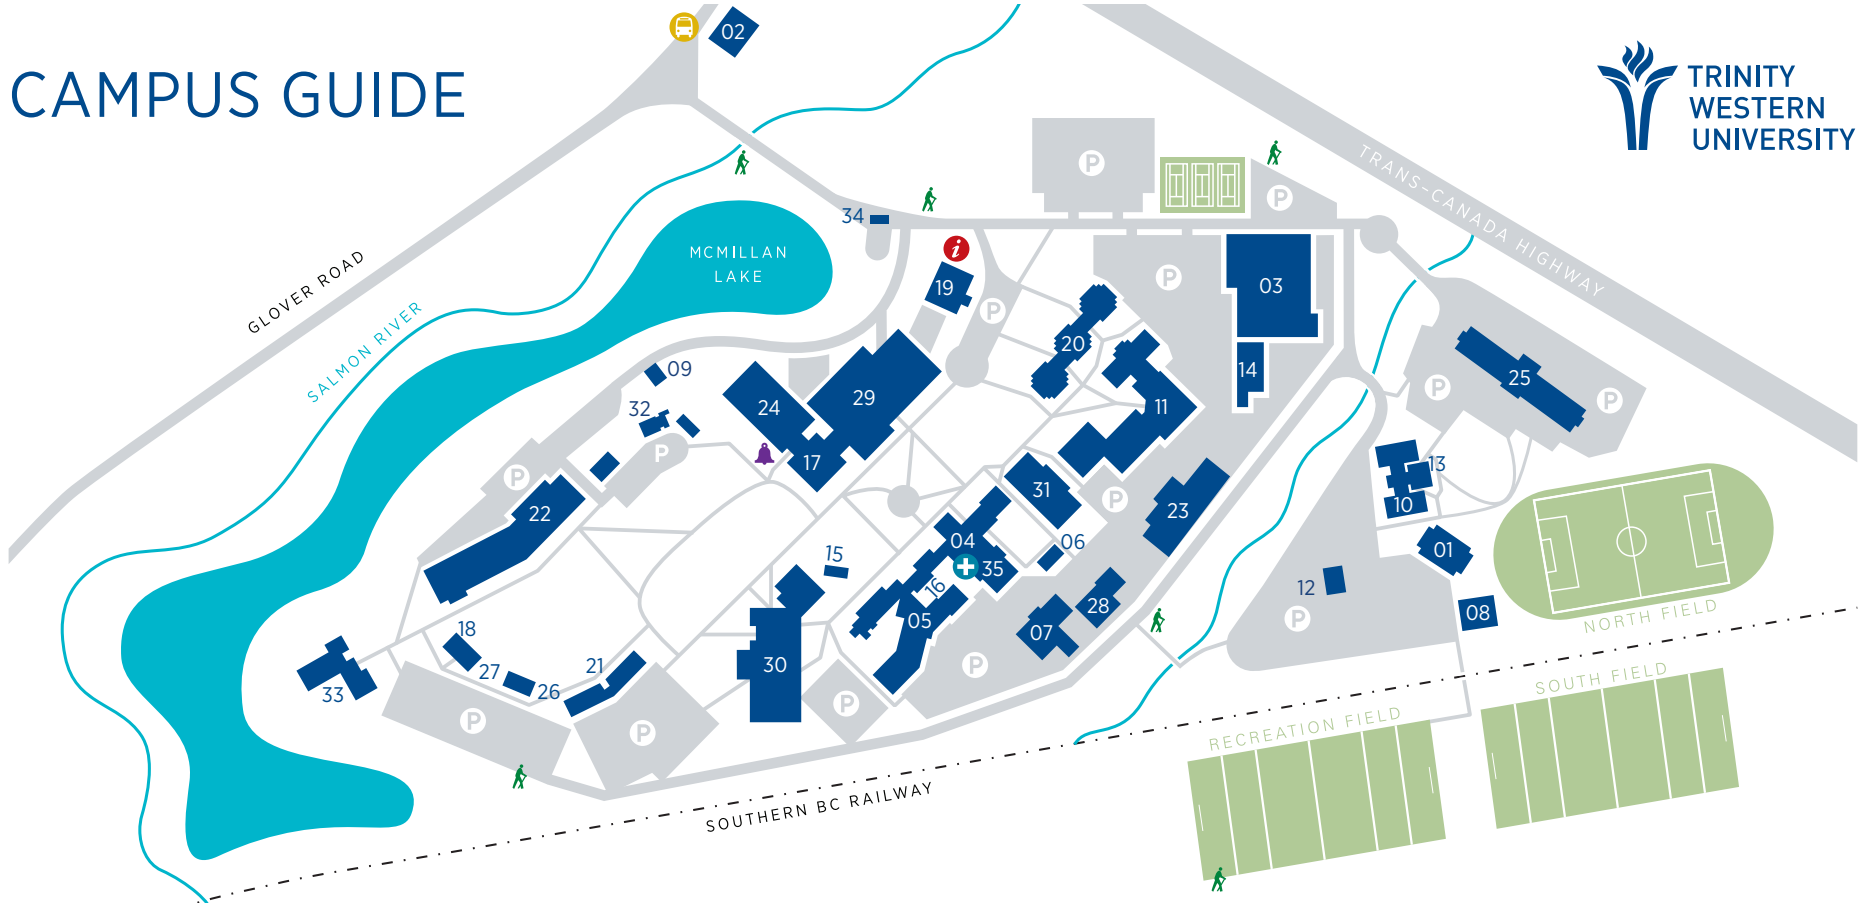 CAMPUS GUIDE
TRINITY
WESTERN
UNIVERSITY
02
TRANS-CANADA HIGHWAY
GLOVER ROAD
SALMON RIVER
MCMILLAN
LAKE
34
i
19
P
P
P
P
03
20
14
25
P
P
09
32
24
29
11
P
17
P
22
31
P
23
13
10
01
04
06
35
15
16
05
28
12
P
08
07
NORTH FIELD
18
27
26
21
33
30
P
P
P
P
SOUTH FIELD
RECREATION FIELD
SOUTHERN BC RAILWAY